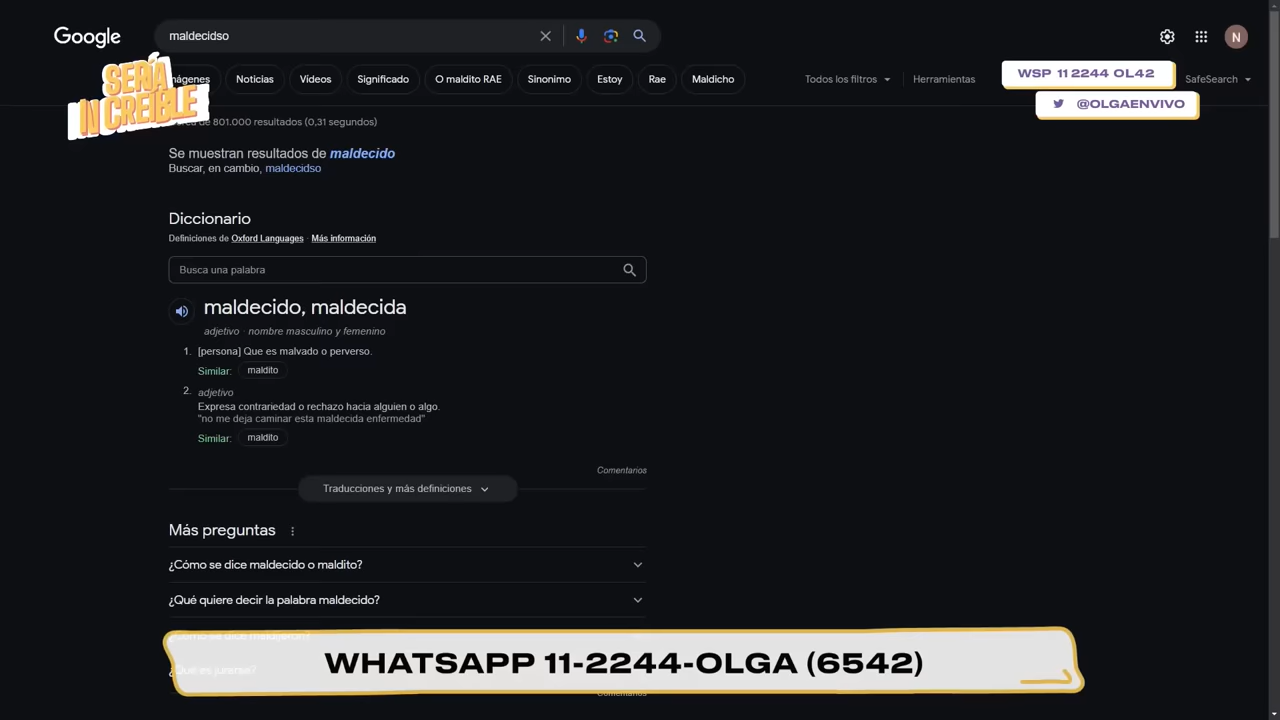 Google
maldecidso
N
Imágenes
Noticias
Vídeos
Significado
O maldito RAE
Sinonimo
Estoy
Rae
Maldicho
Todos los filtros
Herramientas
SafeSearch
SERÍA
INCREÍBLE
WSP 11 2244 OL42
@OLGAENVIVO
de 801.000 resultados (0,31 segundos)
Se muestran resultados de maldecido
Buscar, en cambio, maldecidso
Diccionario
Definiciones de Oxford Languages · Más información
Busca una palabra
maldecido, maldecida
adjetivo · nombre masculino y femenino
1. [persona] Que es malvado o perverso.
Similar: maldito
2. adjetivo
Expresa contrariedad o rechazo hacia alguien o algo.
"no me deja caminar esta maldecida enfermedad"
Similar: maldito
Comentarios
Traducciones y más definiciones
Más preguntas
¿Cómo se dice maldecido o maldito?
¿Qué quiere decir la palabra maldecido?
WHATSAPP 11-2244-OLGA (6542)
Comentarios